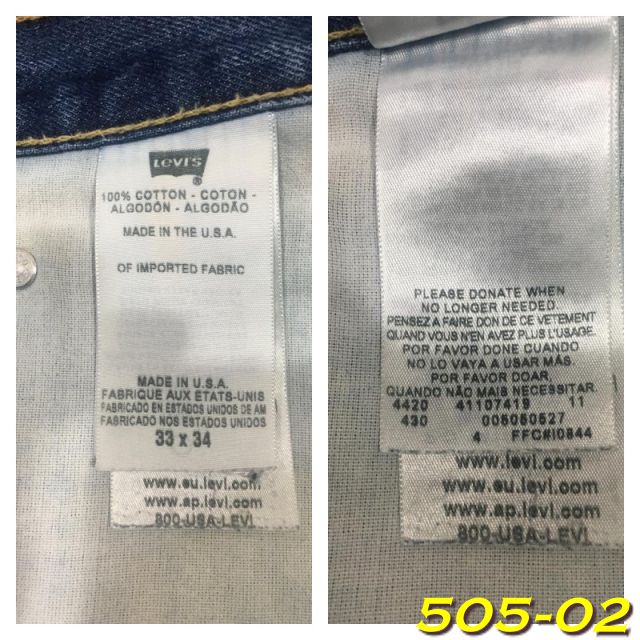 LEVI'S
®
100% COTTON - COTON -
ALGODÓN - ALGODÃO
MADE IN THE U.S.A.
OF IMPORTED FABRIC
MADE IN U.S.A.
FABRIQUE AUX ETATS-UNIS
FABRICADO EN ESTADOS UNIDOS DE AM
FABRICADO NOS ESTADOS UNIDOS
33 x 34
www.eu.levi.com
www.ap.levi.com
800-USA-LEVI
PLEASE DONATE WHEN
NO LONGER NEEDED.
PENSEZ A FAIRE DON DE CE VETEMENT
QUAND VOUS N'EN AVEZ PLUS L'USAGE.
POR FAVOR DONE CUANDO
NO LO VAYA A USAR MÁS.
POR FAVOR DOAR,
QUANDO NÃO MAIS NECESSITAR.
4420 41107419 11
430 005050527
4 FFC#I0844
www.levi.com
www.eu.levi.com
www.ap.levi.com
800-USA-LEVI
505-02